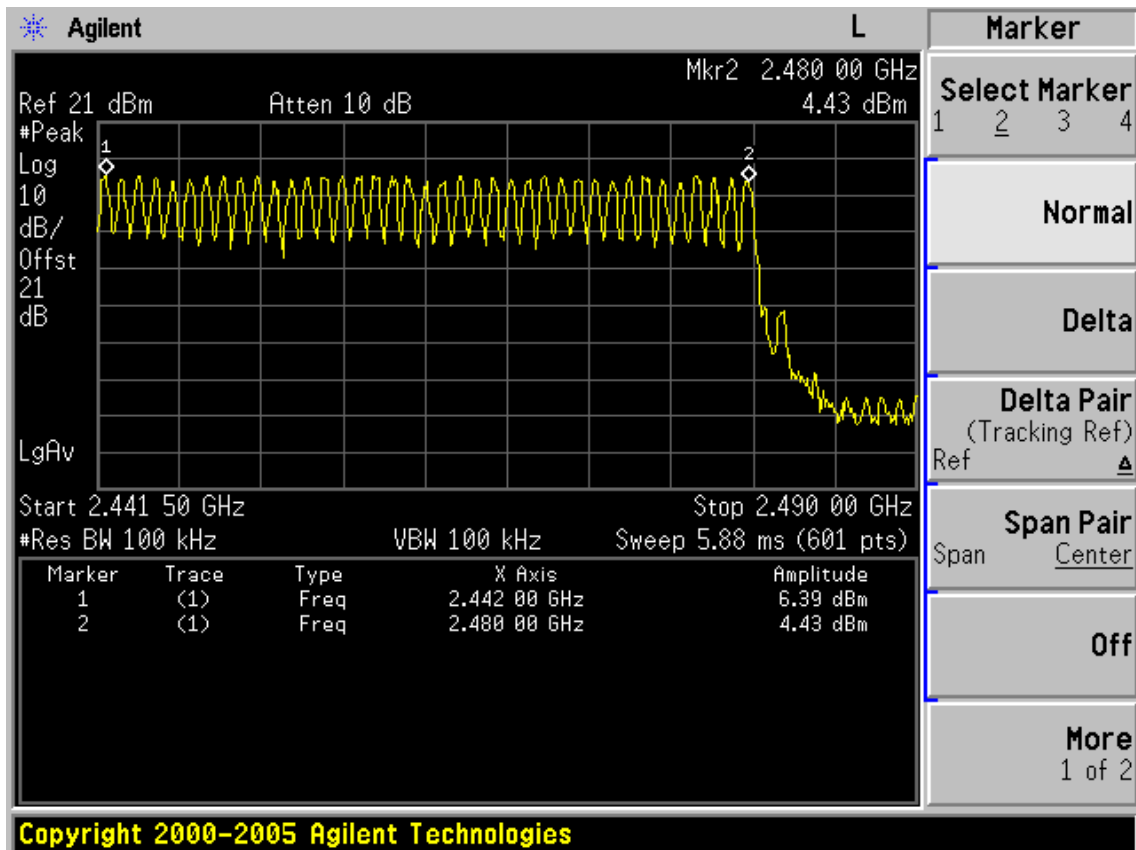 Agilent L Marker
Mkr2 2.480 00 GHz
Ref 21 dBm Atten 10 dB 4.43 dBm
#Peak
Log
10
dB/
Offst
21
dB
LgAv
1
2
Start 2.441 50 GHz Stop 2.490 00 GHz
#Res BW 100 kHz VBW 100 kHz Sweep 5.88 ms (601 pts)
Marker Trace Type X Axis Amplitude
1 (1) Freq 2.442 00 GHz 6.39 dBm
2 (1) Freq 2.480 00 GHz 4.43 dBm
Select Marker
1 2 3 4
Normal
Delta
Delta Pair
(Tracking Ref)
Ref Δ
Span Pair
Span Center
Off
More
1 of 2
Copyright 2000-2005 Agilent Technologies